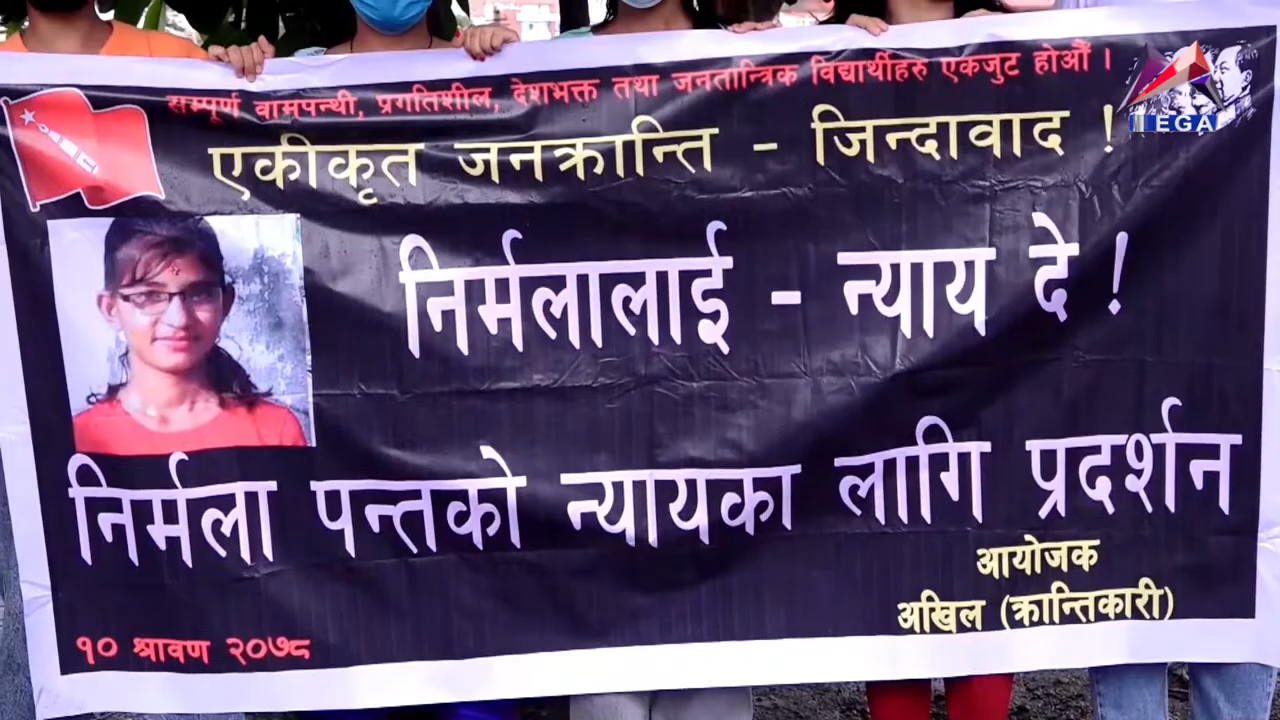 सम्पूर्ण वामपन्थी, प्रगतिशील, देशभक्त तथा जनतान्त्रिक विद्यार्थीहरु एकजुट होऔं ।
एकीकृत जनक्रान्ति - जिन्दावाद !
निर्मलालाई - न्याय दे !
निर्मला पन्तको न्यायका लागि प्रदर्शन
आयोजक
अखिल (क्रान्तिकारी)
१० श्रावण २०७८